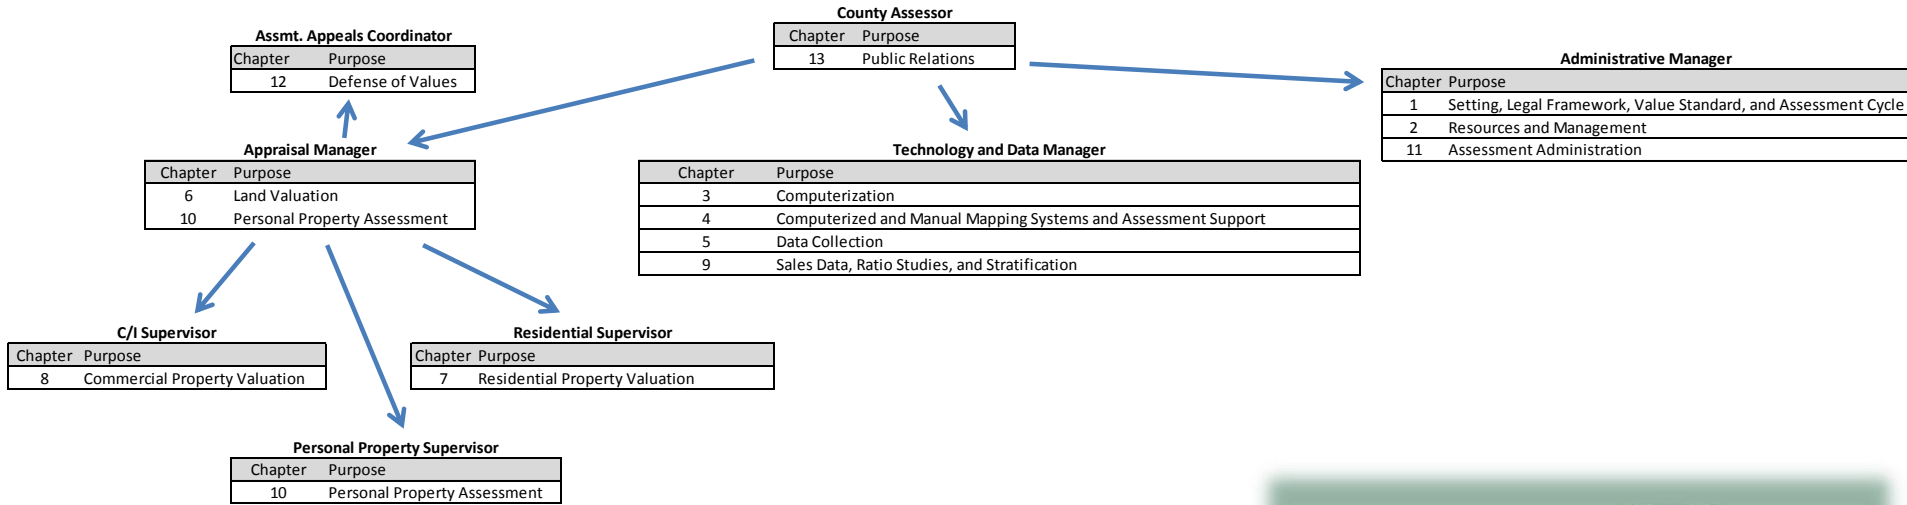 County Assessor
Chapter Purpose
13 Public Relations
Assmt. Appeals Coordinator
Chapter Purpose
12 Defense of Values
Administrative Manager
Chapter Purpose
1 Setting, Legal Framework, Value Standard, and Assessment Cycle
2 Resources and Management
11 Assessment Administration
Appraisal Manager
Chapter Purpose
6 Land Valuation
10 Personal Property Assessment
Technology and Data Manager
Chapter Purpose
3 Computerization
4 Computerized and Manual Mapping Systems and Assessment Support
5 Data Collection
9 Sales Data, Ratio Studies, and Stratification
C/I Supervisor
Chapter Purpose
8 Commercial Property Valuation
Residential Supervisor
Chapter Purpose
7 Residential Property Valuation
Personal Property Supervisor
Chapter Purpose
10 Personal Property Assessment